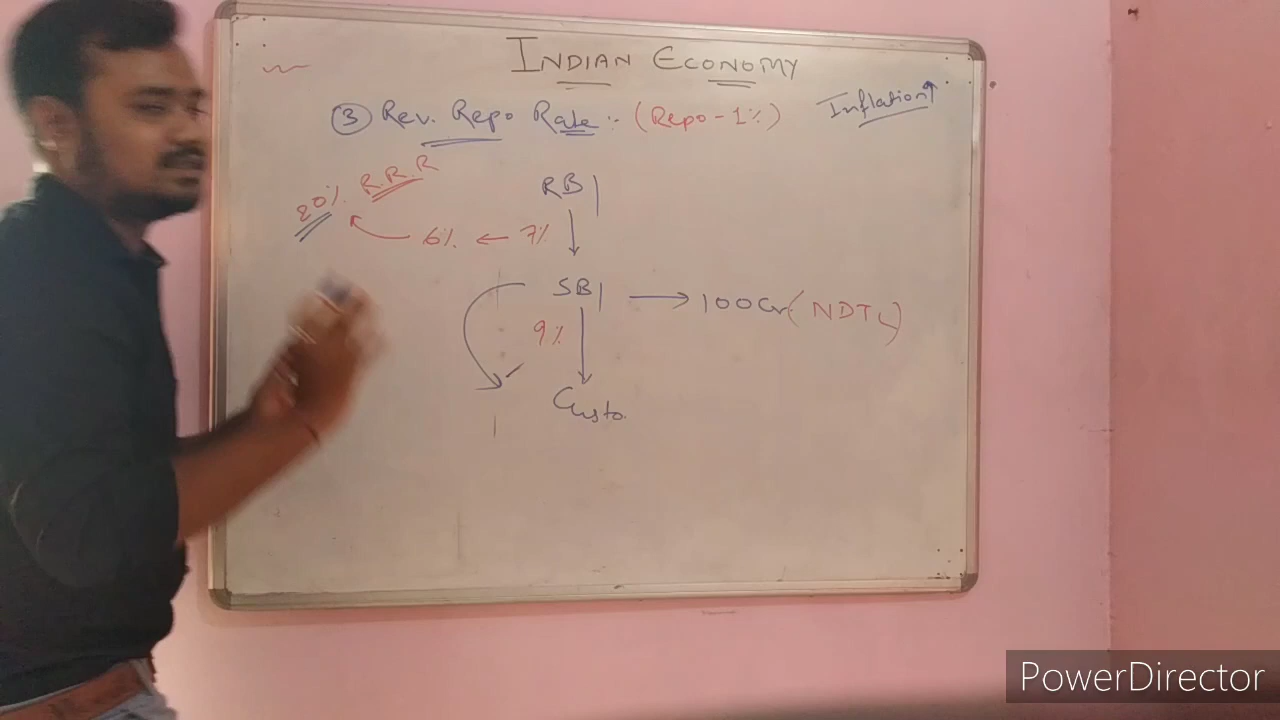 INDIAN ECONOMY
③ Rev. Repo Rate :- (Repo - 1%)
Inflation↑
20% R.R.R
RBI
6% ← 7%
SBI → 100Cr (NDTL)
9%
Custo.
PowerDirector